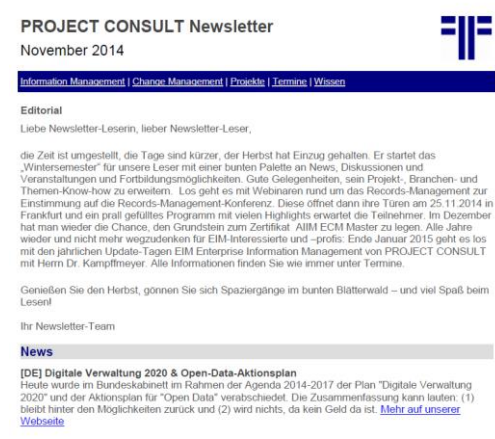 PROJECT CONSULT Newsletter
November 2014
Information Management | Change Management | Projekte | Termine | Wissen
Editorial
Liebe Newsletter-Leserin, lieber Newsletter-Leser,
die Zeit ist umgestellt, die Tage sind kürzer, der Herbst hat Einzug gehalten. Er startet das
„Wintersemester" für unsere Leser mit einer bunten Palette an News, Diskussionen und
Veranstaltungen und Fortbildungsmöglichkeiten. Gute Gelegenheiten, sein Projekt-, Branchen- und
Themen-Know-how zu erweitern. Los geht es mit Webinaren rund um das Records-Management zur
Einstimmung auf die Records-Management-Konferenz. Diese öffnet dann ihre Türen am 25.11.2014 in
Frankfurt und ein prall gefülltes Programm mit vielen Highlights erwartet die Teilnehmer. Im Dezember
hat man wieder die Chance, den Grundstein zum Zertifikat AIIM ECM Master zu legen. Alle Jahre
wieder und nicht mehr wegzudenken für EIM-Interessierte und –profis: Ende Januar 2015 geht es los
mit den jährlichen Update-Tagen EIM Enterprise Information Management von PROJECT CONSULT
mit Herrn Dr. Kampffmeyer. Alle Informationen finden Sie wie immer unter Termine.
Genießen Sie den Herbst, gönnen Sie sich Spaziergänge im bunten Blätterwald – und viel Spaß beim
Lesen!
Ihr Newsletter-Team
News
[DE] Digitale Verwaltung 2020 & Open-Data-Aktionsplan
Heute wurde im Bundeskabinett im Rahmen der Agenda 2014-2017 der Plan "Digitale Verwaltung
2020" und der Aktionsplan für "Open Data" verabschiedet. Die Zusammenfassung kann lauten: (1)
bleibt hinter den Möglichkeiten zurück und (2) wird nichts, da kein Geld da ist. Mehr auf unserer
Webseite